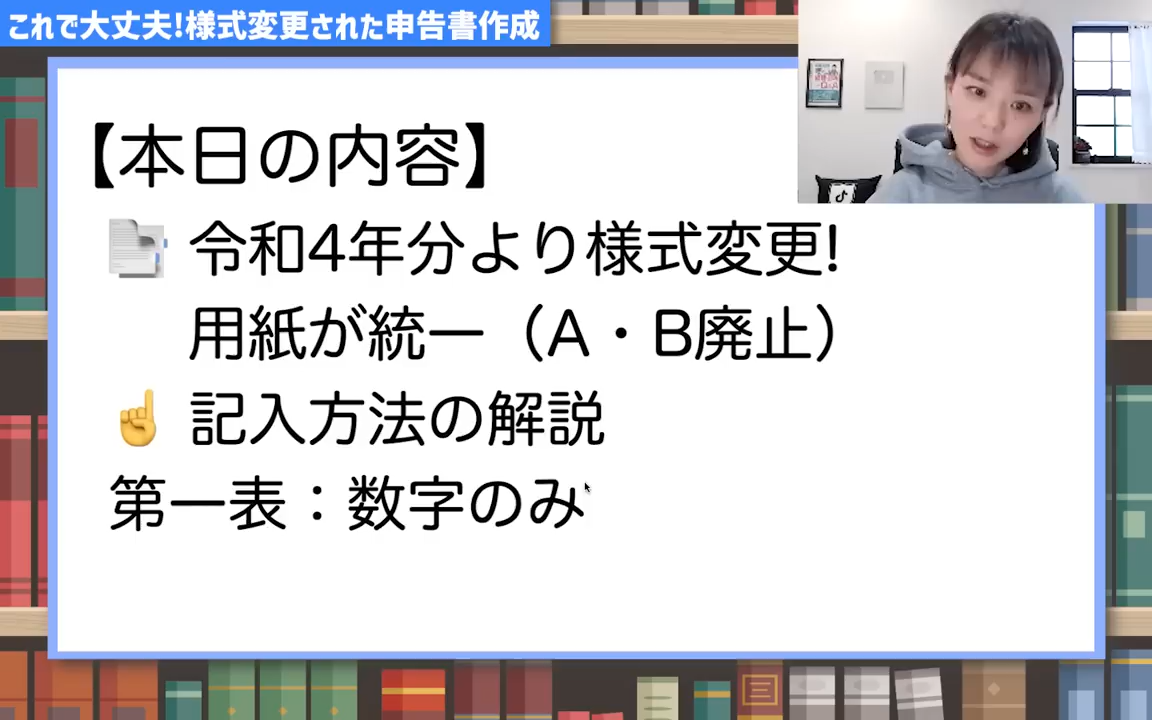 これで大丈夫!様式変更された申告書作成
【本日の内容】
令和4年分より様式変更!
用紙が統一（A・B廃止）
記入方法の解説
第一表：数字のみ